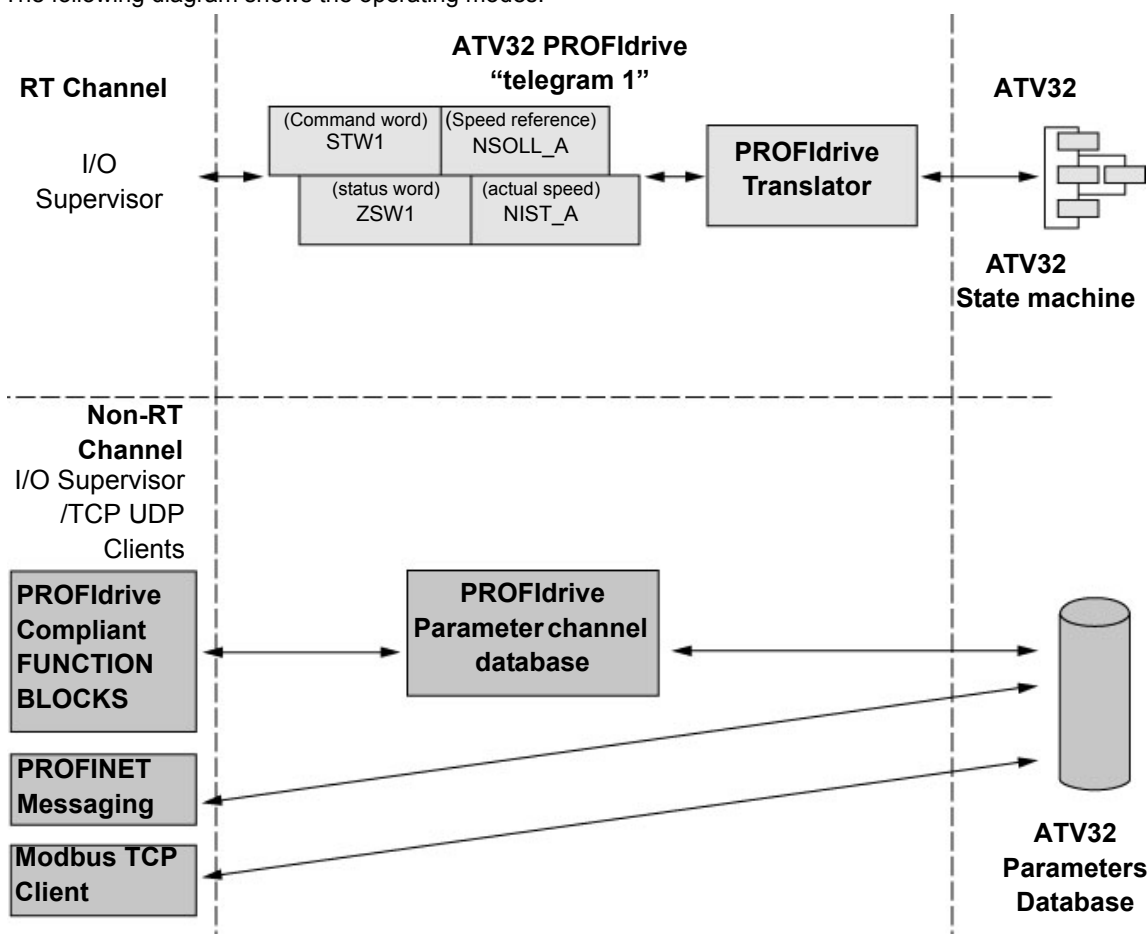 The following diagram shows the operating modes.
ATV32 PROFIdrive
“telegram 1”
RT Channel
ATV32
(Command word)
STW1
(Speed reference)
NSOLL_A
I/O
Supervisor
(status word)
ZSW1
(actual speed)
NIST_A
PROFIdrive
Translator
ATV32
State machine
Non-RT
Channel
I/O Supervisor
/TCP UDP
Clients
PROFIdrive
Compliant
FUNCTION
BLOCKS
PROFIdrive
Parameter channel
database
PROFINET
Messaging
Modbus TCP
Client
ATV32
Parameters
Database